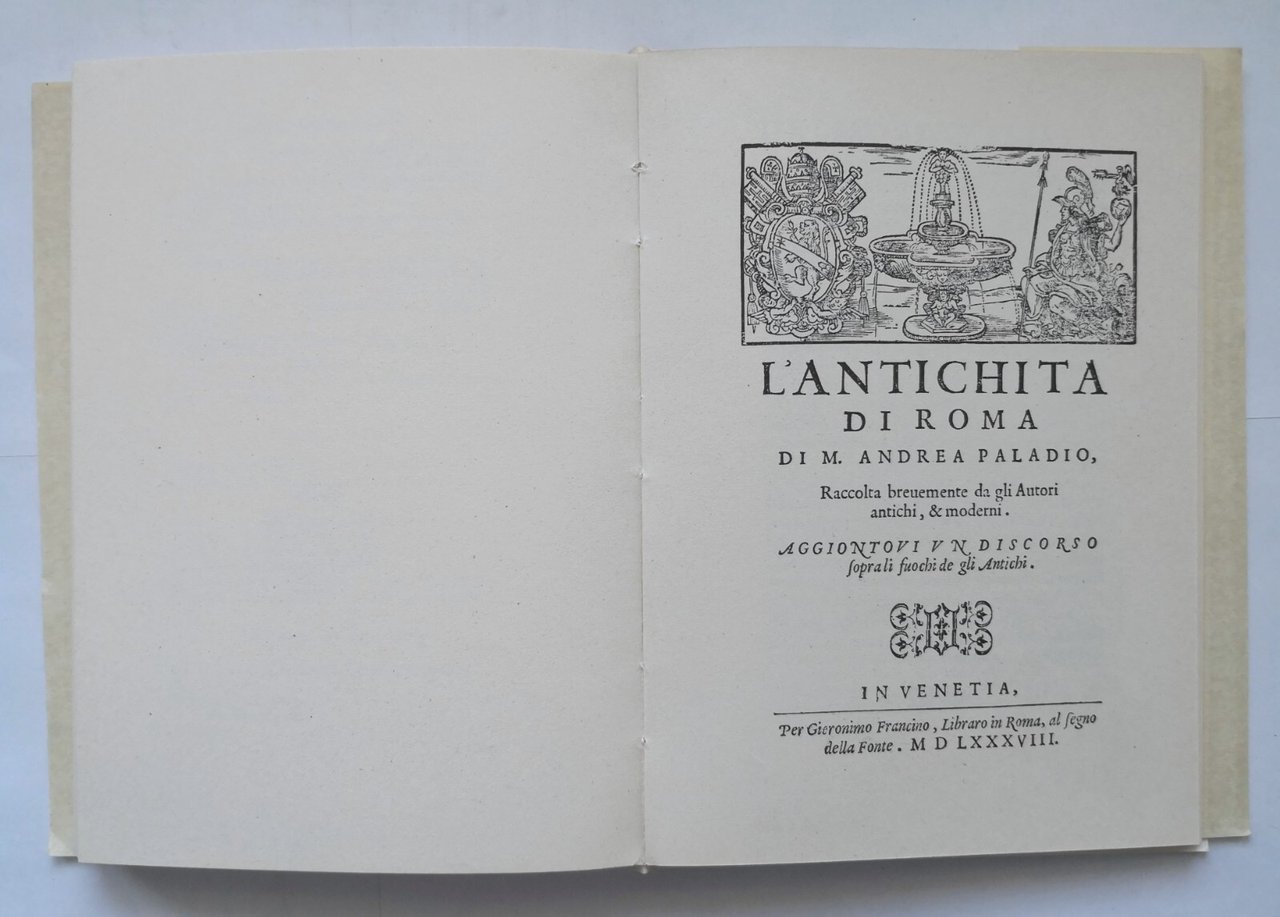 L'ANTICHITA
DI ROMA
DI M. ANDREA PALADIO,
Raccolta breuemente da gli Autori
antichi, & moderni.
AGGIONTOVI VN DISCORSO
ſopra li fuochi de gli Antichi.
IN VENETIA,
Per Gieronimo Francino, Libraro in Roma, al ſegno
della Fonte. M D LXXXVIII.